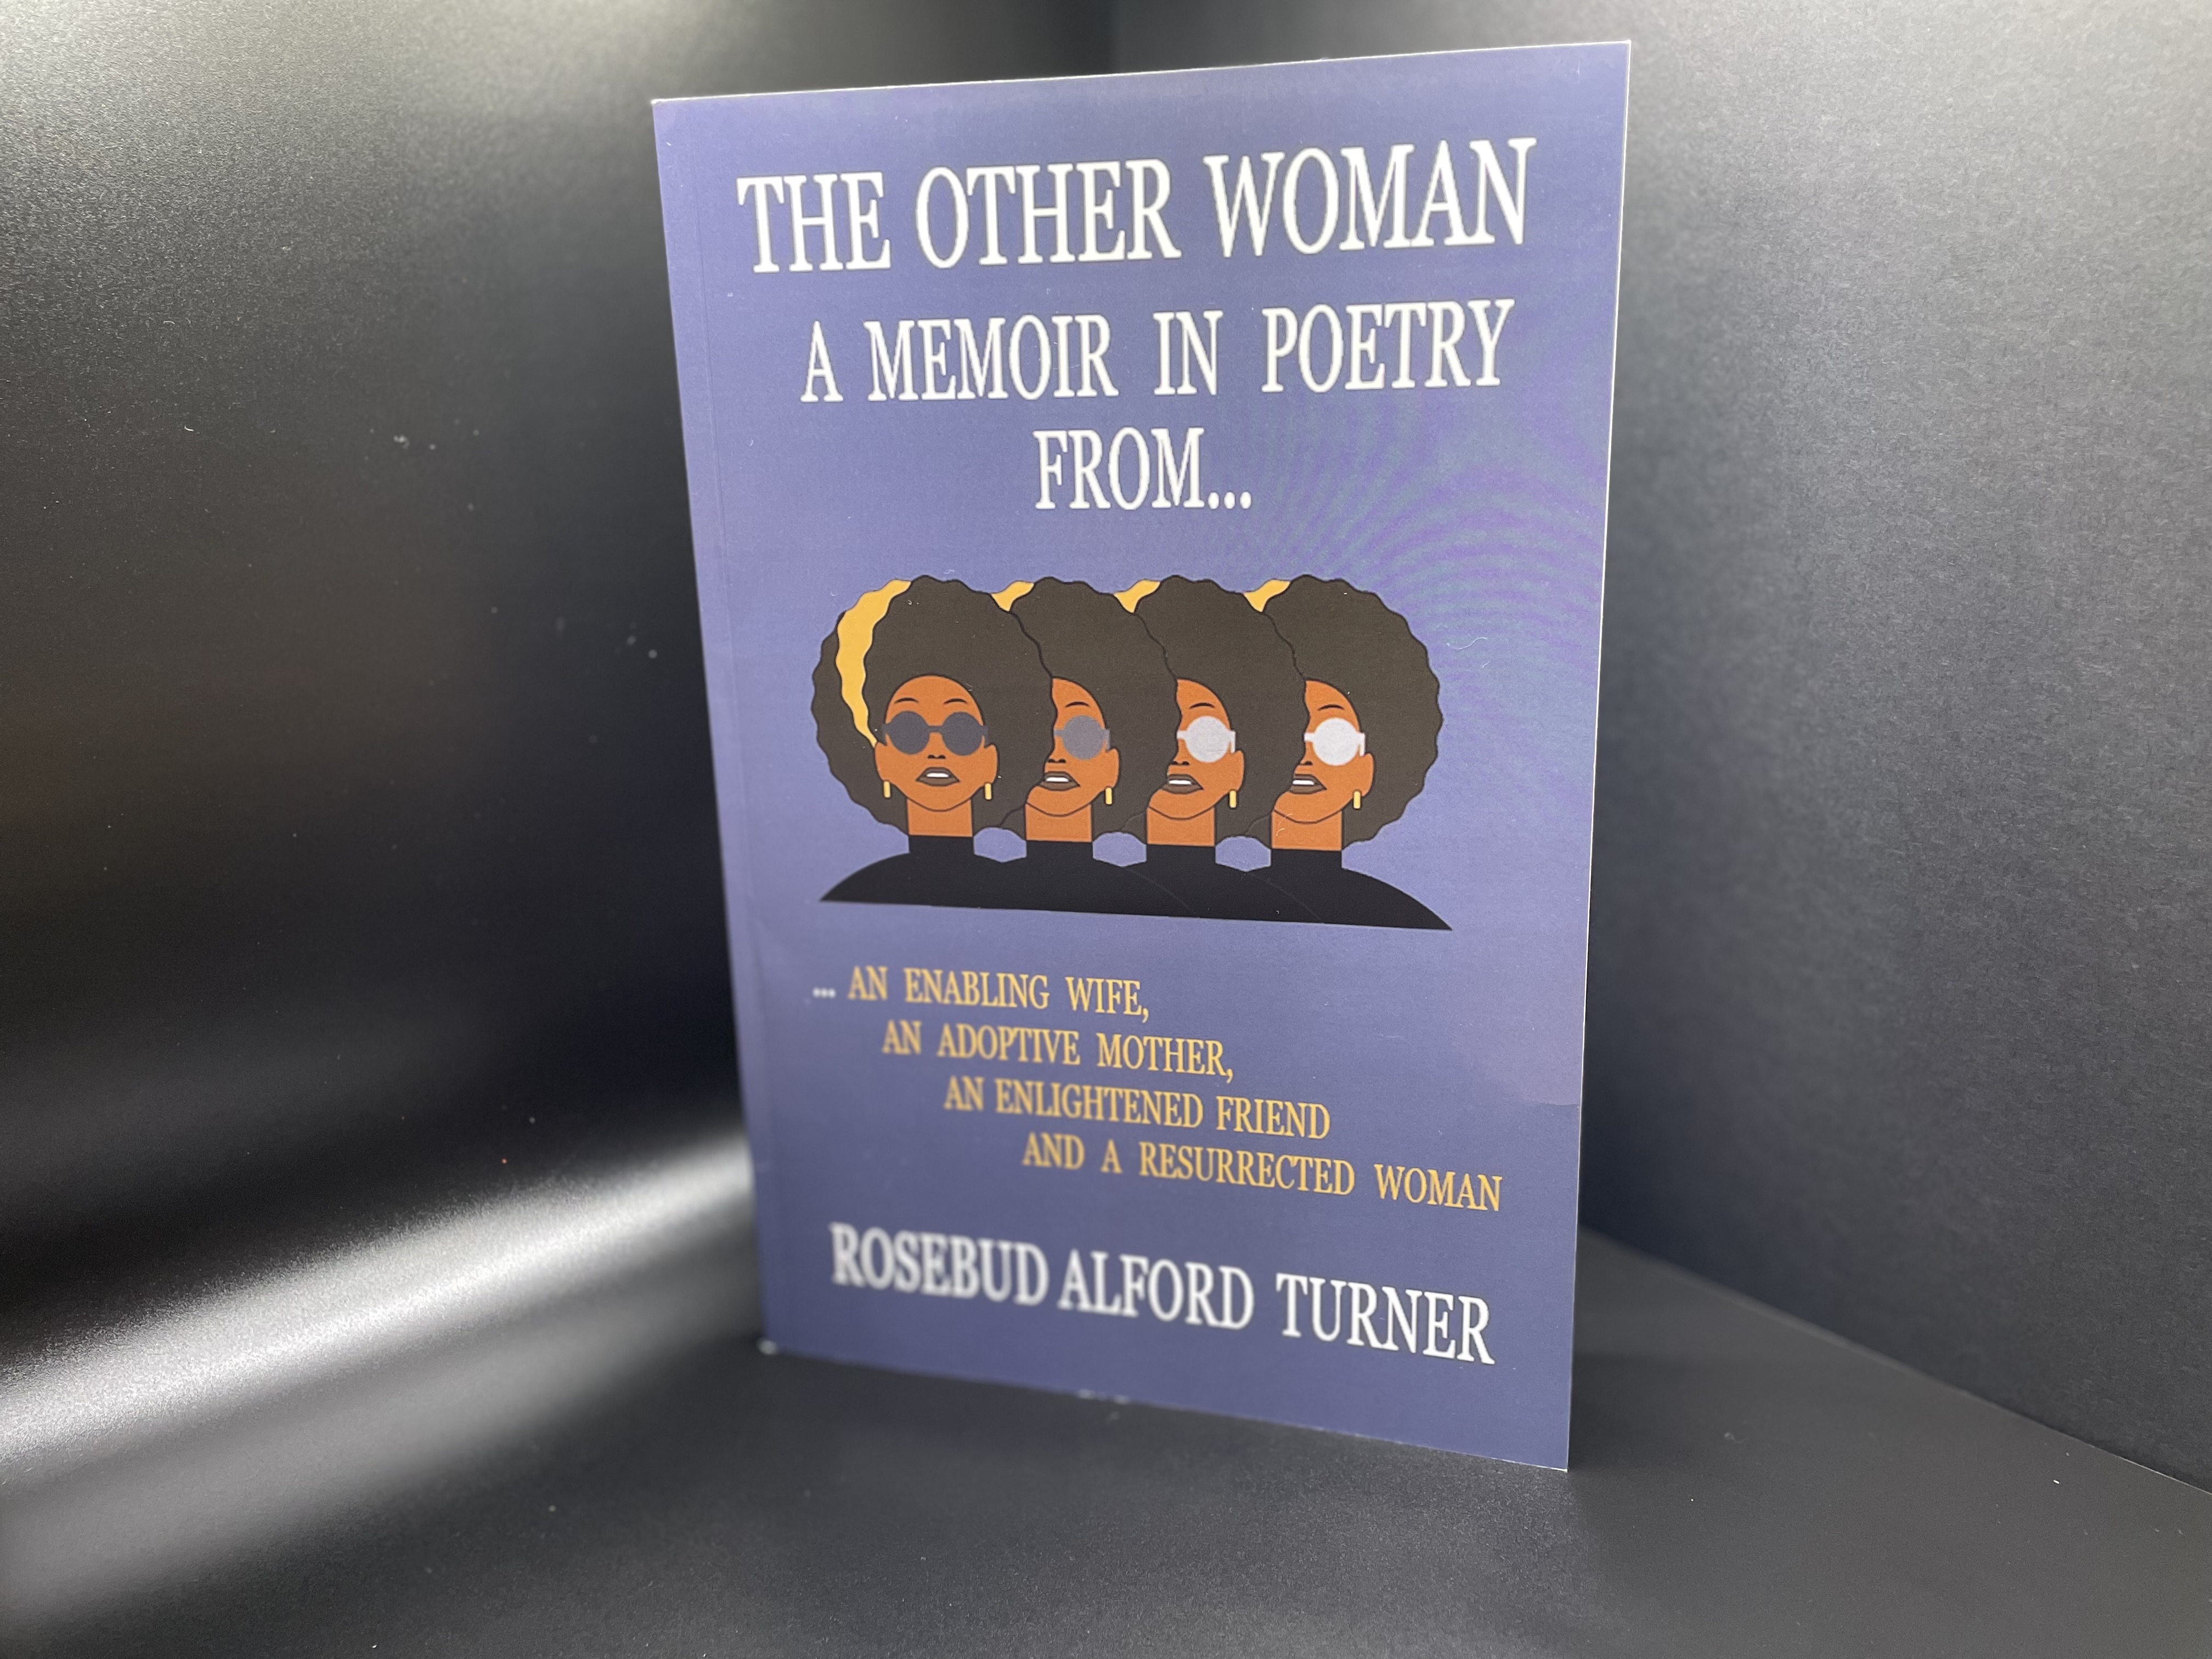 THE OTHER WOMAN
A MEMOIR IN POETRY
FROM...
... AN ENABLING WIFE,
AN ADOPTIVE MOTHER,
AN ENLIGHTENED FRIEND
AND A RESURRECTED WOMAN
ROSEBUD ALFORD TURNER